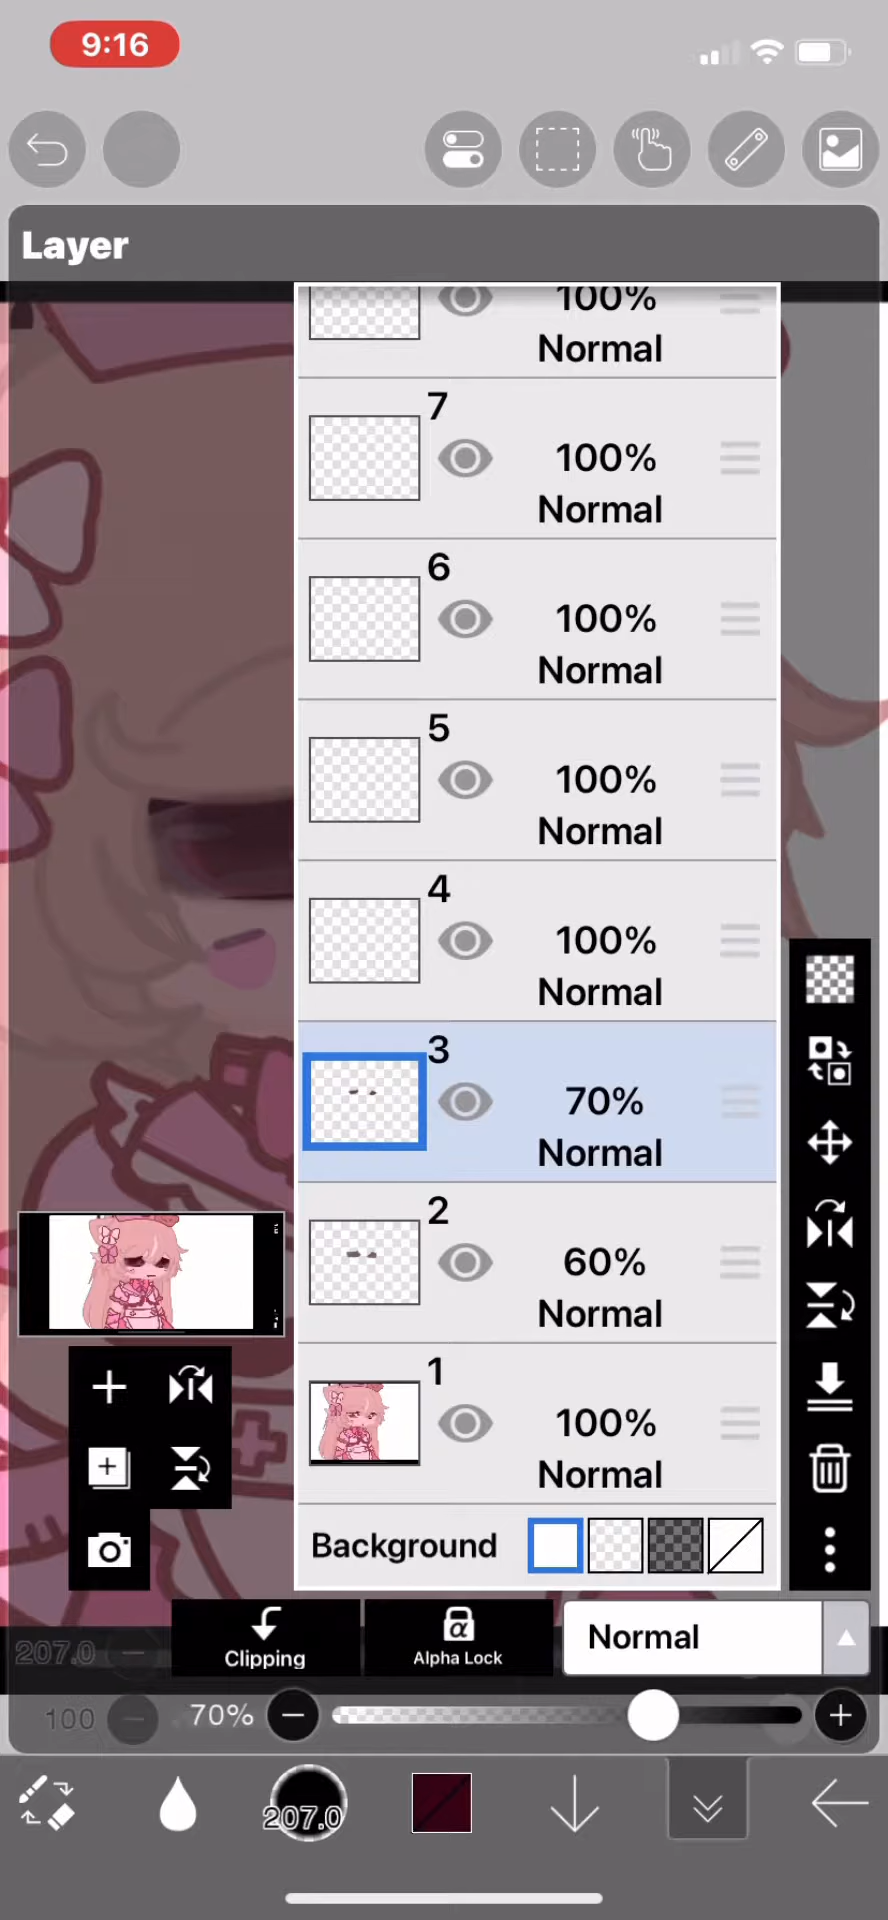 9:16
Layer
100%
Normal
7
100%
Normal
6
100%
Normal
5
100%
Normal
4
100%
Normal
3
70%
Normal
2
60%
Normal
1
100%
Normal
Background
207.0
Clipping
α
Alpha Lock
Normal
100
70%
207.0